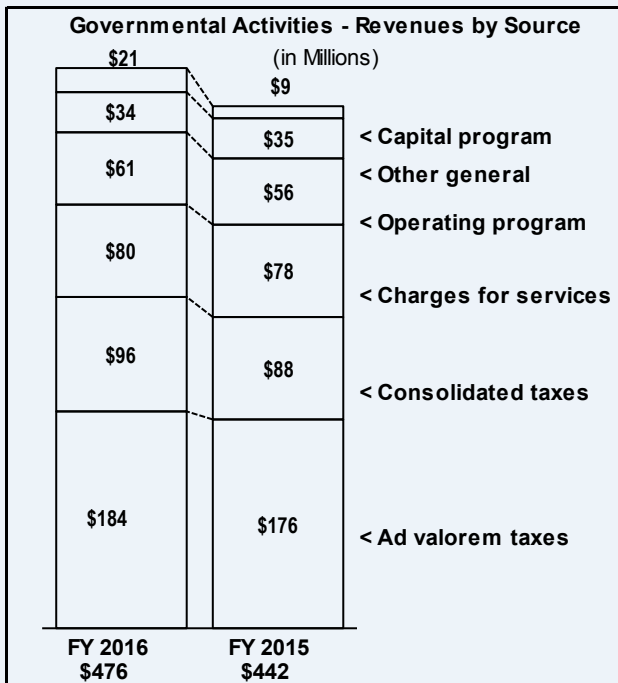 Governmental Activities - Revenues by Source
(in Millions)
$21
$9
$34
$35
< Capital program
$61
$56
< Other general
< Operating program
$80
$78
< Charges for services
$96
$88
< Consolidated taxes
$184
$176
< Ad valorem taxes
FY 2016
FY 2015
$476
$442